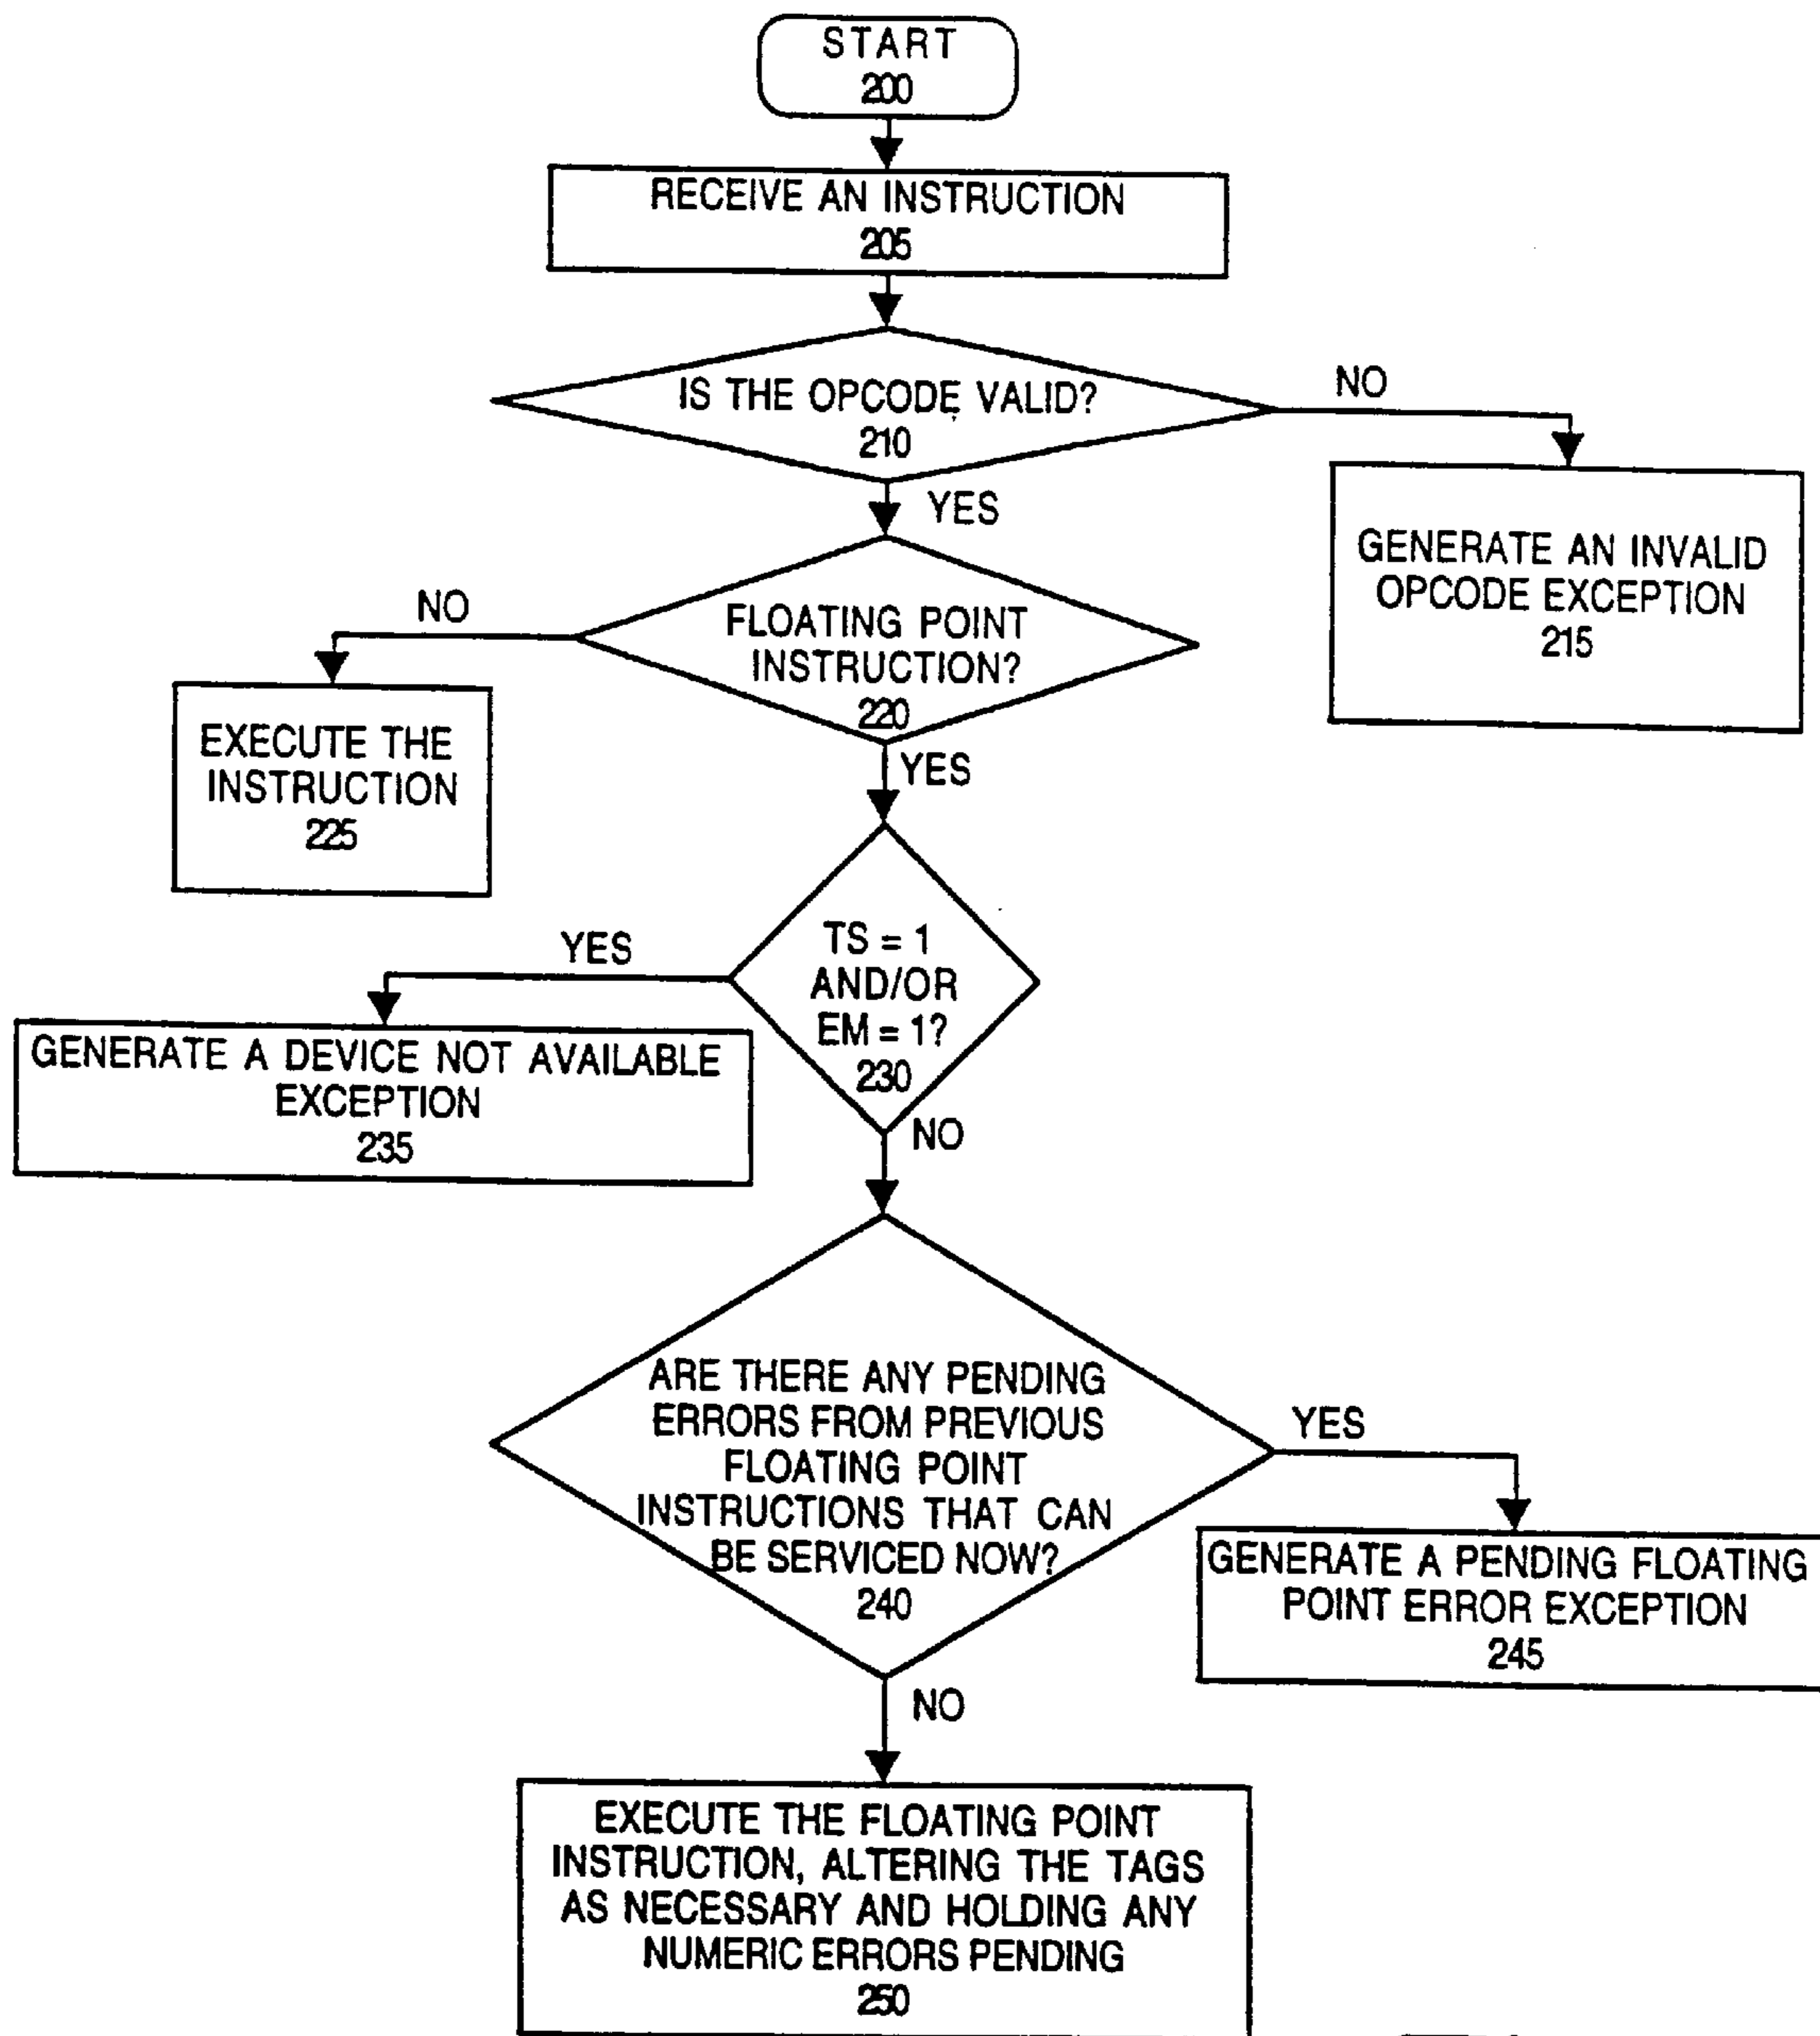 START
200
RECEIVE AN INSTRUCTION
205
IS THE OPCODE VALID?
210
NO
YES
GENERATE AN INVALID
OPCODE EXCEPTION
215
NO
FLOATING POINT
INSTRUCTION?
220
EXECUTE THE
INSTRUCTION
225
YES
YES
TS = 1
AND/OR
EM = 1?
230
GENERATE A DEVICE NOT AVAILABLE
EXCEPTION
235
NO
ARE THERE ANY PENDING
ERRORS FROM PREVIOUS
FLOATING POINT
INSTRUCTIONS THAT CAN
BE SERVICED NOW?
240
YES
GENERATE A PENDING FLOATING
POINT ERROR EXCEPTION
245
NO
EXECUTE THE FLOATING POINT
INSTRUCTION, ALTERING THE TAGS
AS NECESSARY AND HOLDING ANY
NUMERIC ERRORS PENDING
250